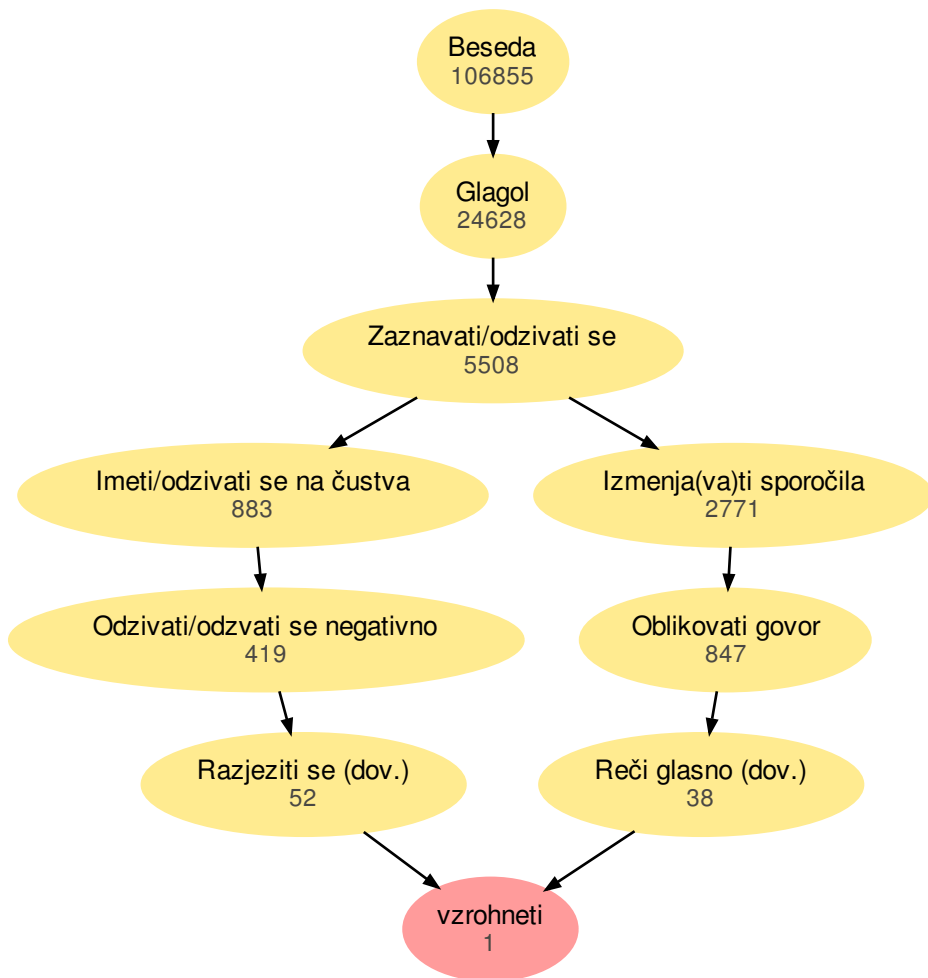 Beseda
106855
Glagol
24628
Zaznavati/odzivati se
5508
Imeti/odzivati se na čustva
883
Izmenja(va)ti sporočila
2771
Odzivati/odzvati se negativno
419
Oblikovati govor
847
Razjeziti se (dov.)
52
Reči glasno (dov.)
38
vzrohneti
1